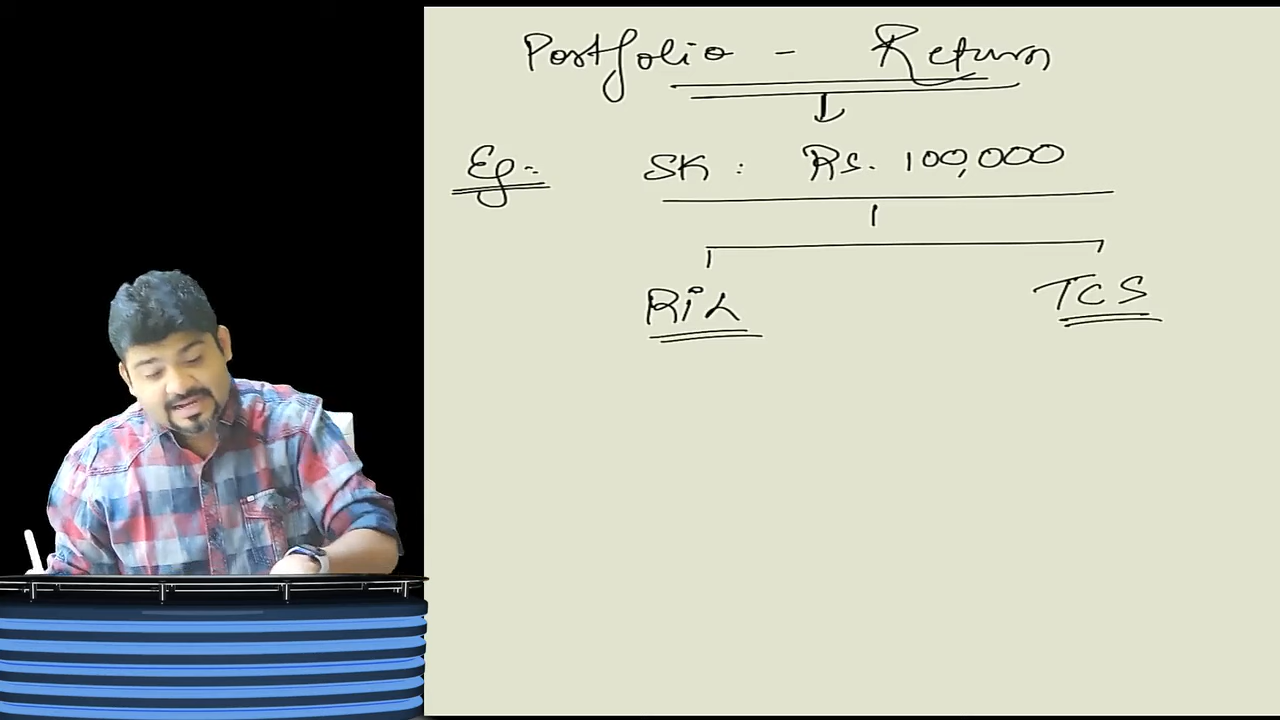 Portfolio - Return
Eg:- SK : Rs. 100,000
RIL TCS